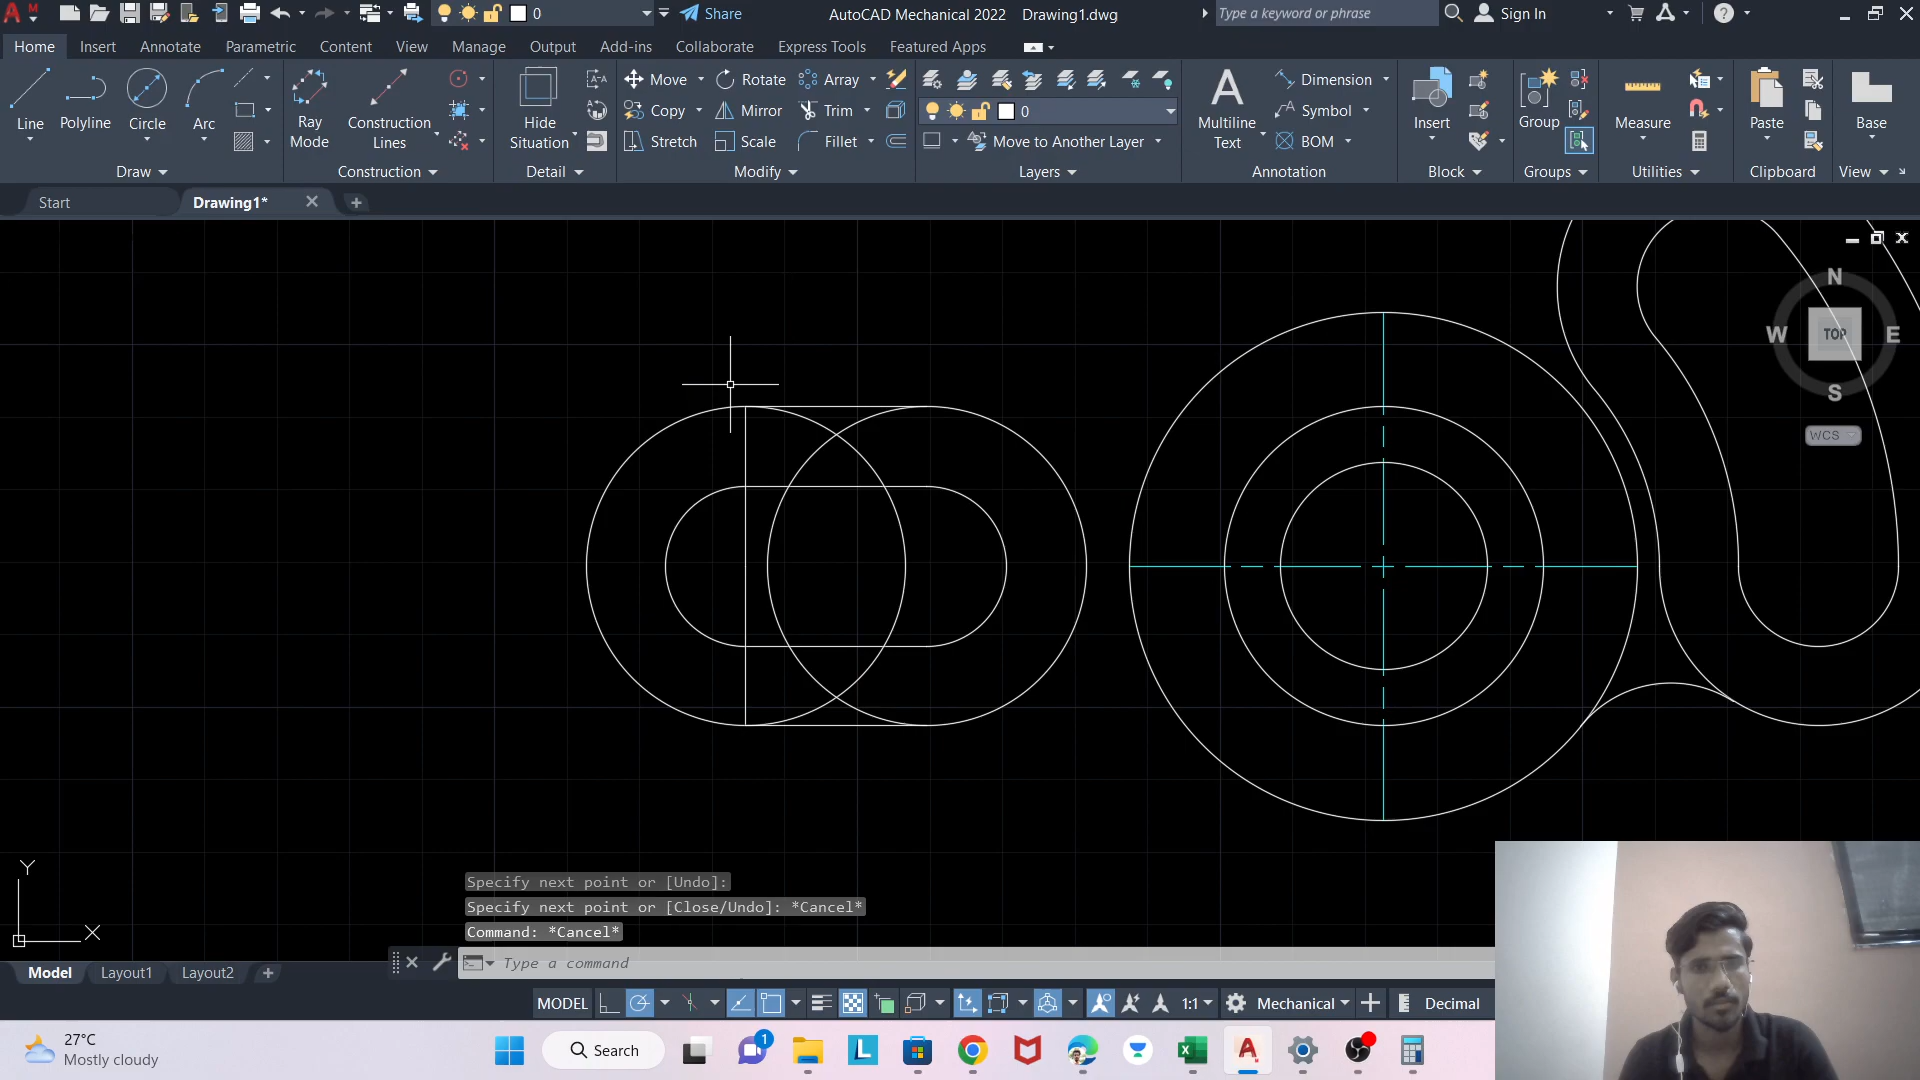 0
Share
AutoCAD Mechanical 2022 Drawing1.dwg
Type a keyword or phrase
Sign In
Home Insert Annotate Parametric Content View Manage Output Add-ins Collaborate Express Tools Featured Apps
Line
Polyline
Circle
Arc
Draw
Ray
Mode
Construction
Lines
Construction
Hide
Situation
Detail
Move Rotate Array
Copy Mirror Trim
Stretch Scale Fillet
Modify
0
Move to Another Layer
Layers
Multiline
Text
Dimension
Symbol
BOM
Annotation
Insert
Block
Group
Groups
Measure
Utilities
Paste
Clipboard
Base
View
Start
Drawing1*
N
W TOP E
S
WCS
Y
X
Specify next point or [Undo]:
Specify next point or [Close/Undo]: *Cancel*
Command: *Cancel*
Type a command
Model Layout1 Layout2
MODEL
1:1
Mechanical
Decimal
27°C
Mostly cloudy
Search
1